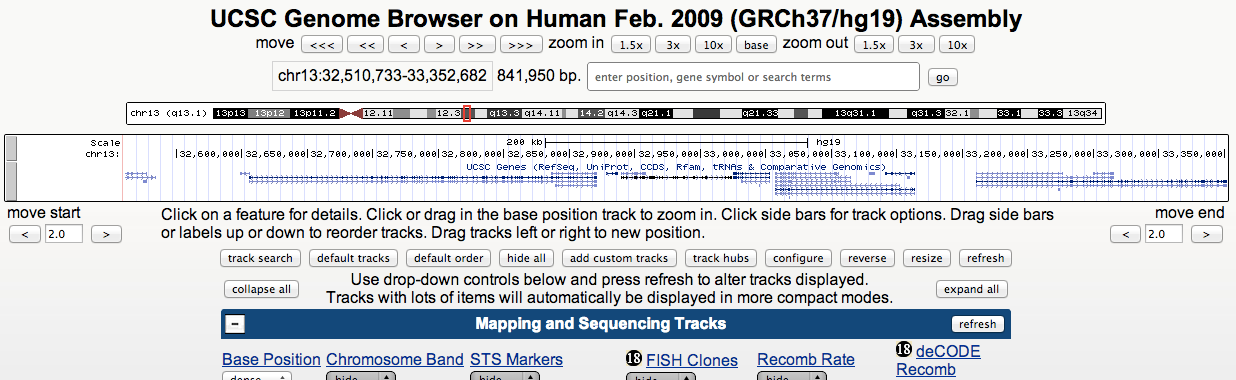 UCSC Genome Browser on Human Feb. 2009 (GRCh37/hg19) Assembly
move <<< << < > >> >>> zoom in 1.5x 3x 10x base zoom out 1.5x 3x 10x
chr13:32,510,733-33,352,682 841,950 bp. enter position, gene symbol or search terms go
chr13 (q13.1) 13p13 13p12 13p11.2 12.11 12.3 q13.3 q14.11 14.2 q14.3 q21.1 q21.33 13q31.1 q31.3 32.1 33.1 33.3 13q34
Scale 200 kb hg19
chr13: 32,600,000 32,650,000 32,700,000 32,750,000 32,800,000 32,850,000 32,900,000 32,950,000 33,000,000 33,050,000 33,100,000 33,150,000 33,200,000 33,250,000 33,300,000 33,350,000
UCSC Genes (RefSeq, UniProt, CCDS, Rfam, tRNAs & Comparative Genomics)
move start Click on a feature for details. Click or drag in the base position track to zoom in. Click side bars for track options. Drag side bars move end
< 2.0 > or labels up or down to reorder tracks. Drag tracks left or right to new position. < 2.0 >
track search default tracks default order hide all add custom tracks track hubs configure reverse resize refresh
collapse all Use drop-down controls below and press refresh to alter tracks displayed. expand all
Tracks with lots of items will automatically be displayed in more compact modes.
- Mapping and Sequencing Tracks refresh
Base Position Chromosome Band STS Markers 18 FISH Clones Recomb Rate 18 deCODE
Recomb
dense hide hide hide hide